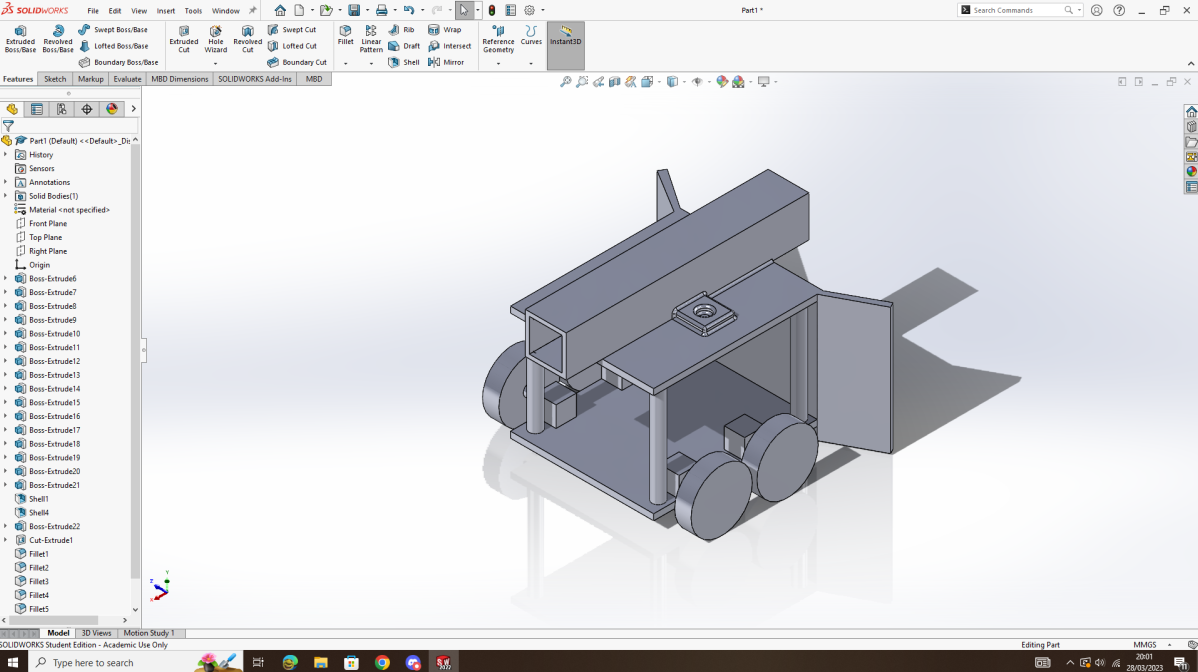 SOLIDWORKS File Edit View Insert Tools Window Part1 * Search Commands
Extruded Boss/Base Revolved Boss/Base Swept Boss/Base Extruded Cut Hole Wizard Revolved Cut Swept Cut Fillet Linear Pattern Rib Wrap Reference Geometry Curves Instant3D
Lofted Boss/Base Lofted Cut Draft Intersect
Boundary Boss/Base Boundary Cut Shell Mirror
Features Sketch Markup Evaluate MBD Dimensions SOLIDWORKS Add-Ins MBD
Part1 (Default) <<Default>_Dis
History
Sensors
Annotations
Solid Bodies(1)
Material <not specified>
Front Plane
Top Plane
Right Plane
Origin
Boss-Extrude6
Boss-Extrude7
Boss-Extrude8
Boss-Extrude9
Boss-Extrude10
Boss-Extrude11
Boss-Extrude12
Boss-Extrude13
Boss-Extrude14
Boss-Extrude15
Boss-Extrude16
Boss-Extrude17
Boss-Extrude18
Boss-Extrude19
Boss-Extrude20
Boss-Extrude21
Shell1
Shell4
Boss-Extrude22
Cut-Extrude1
Fillet1
Fillet2
Fillet3
Fillet4
Fillet5
Y
Z
X
Model 3D Views Motion Study 1
SOLIDWORKS Student Edition - Academic Use Only Editing Part MMGS
Type here to search 20:01
28/03/2023